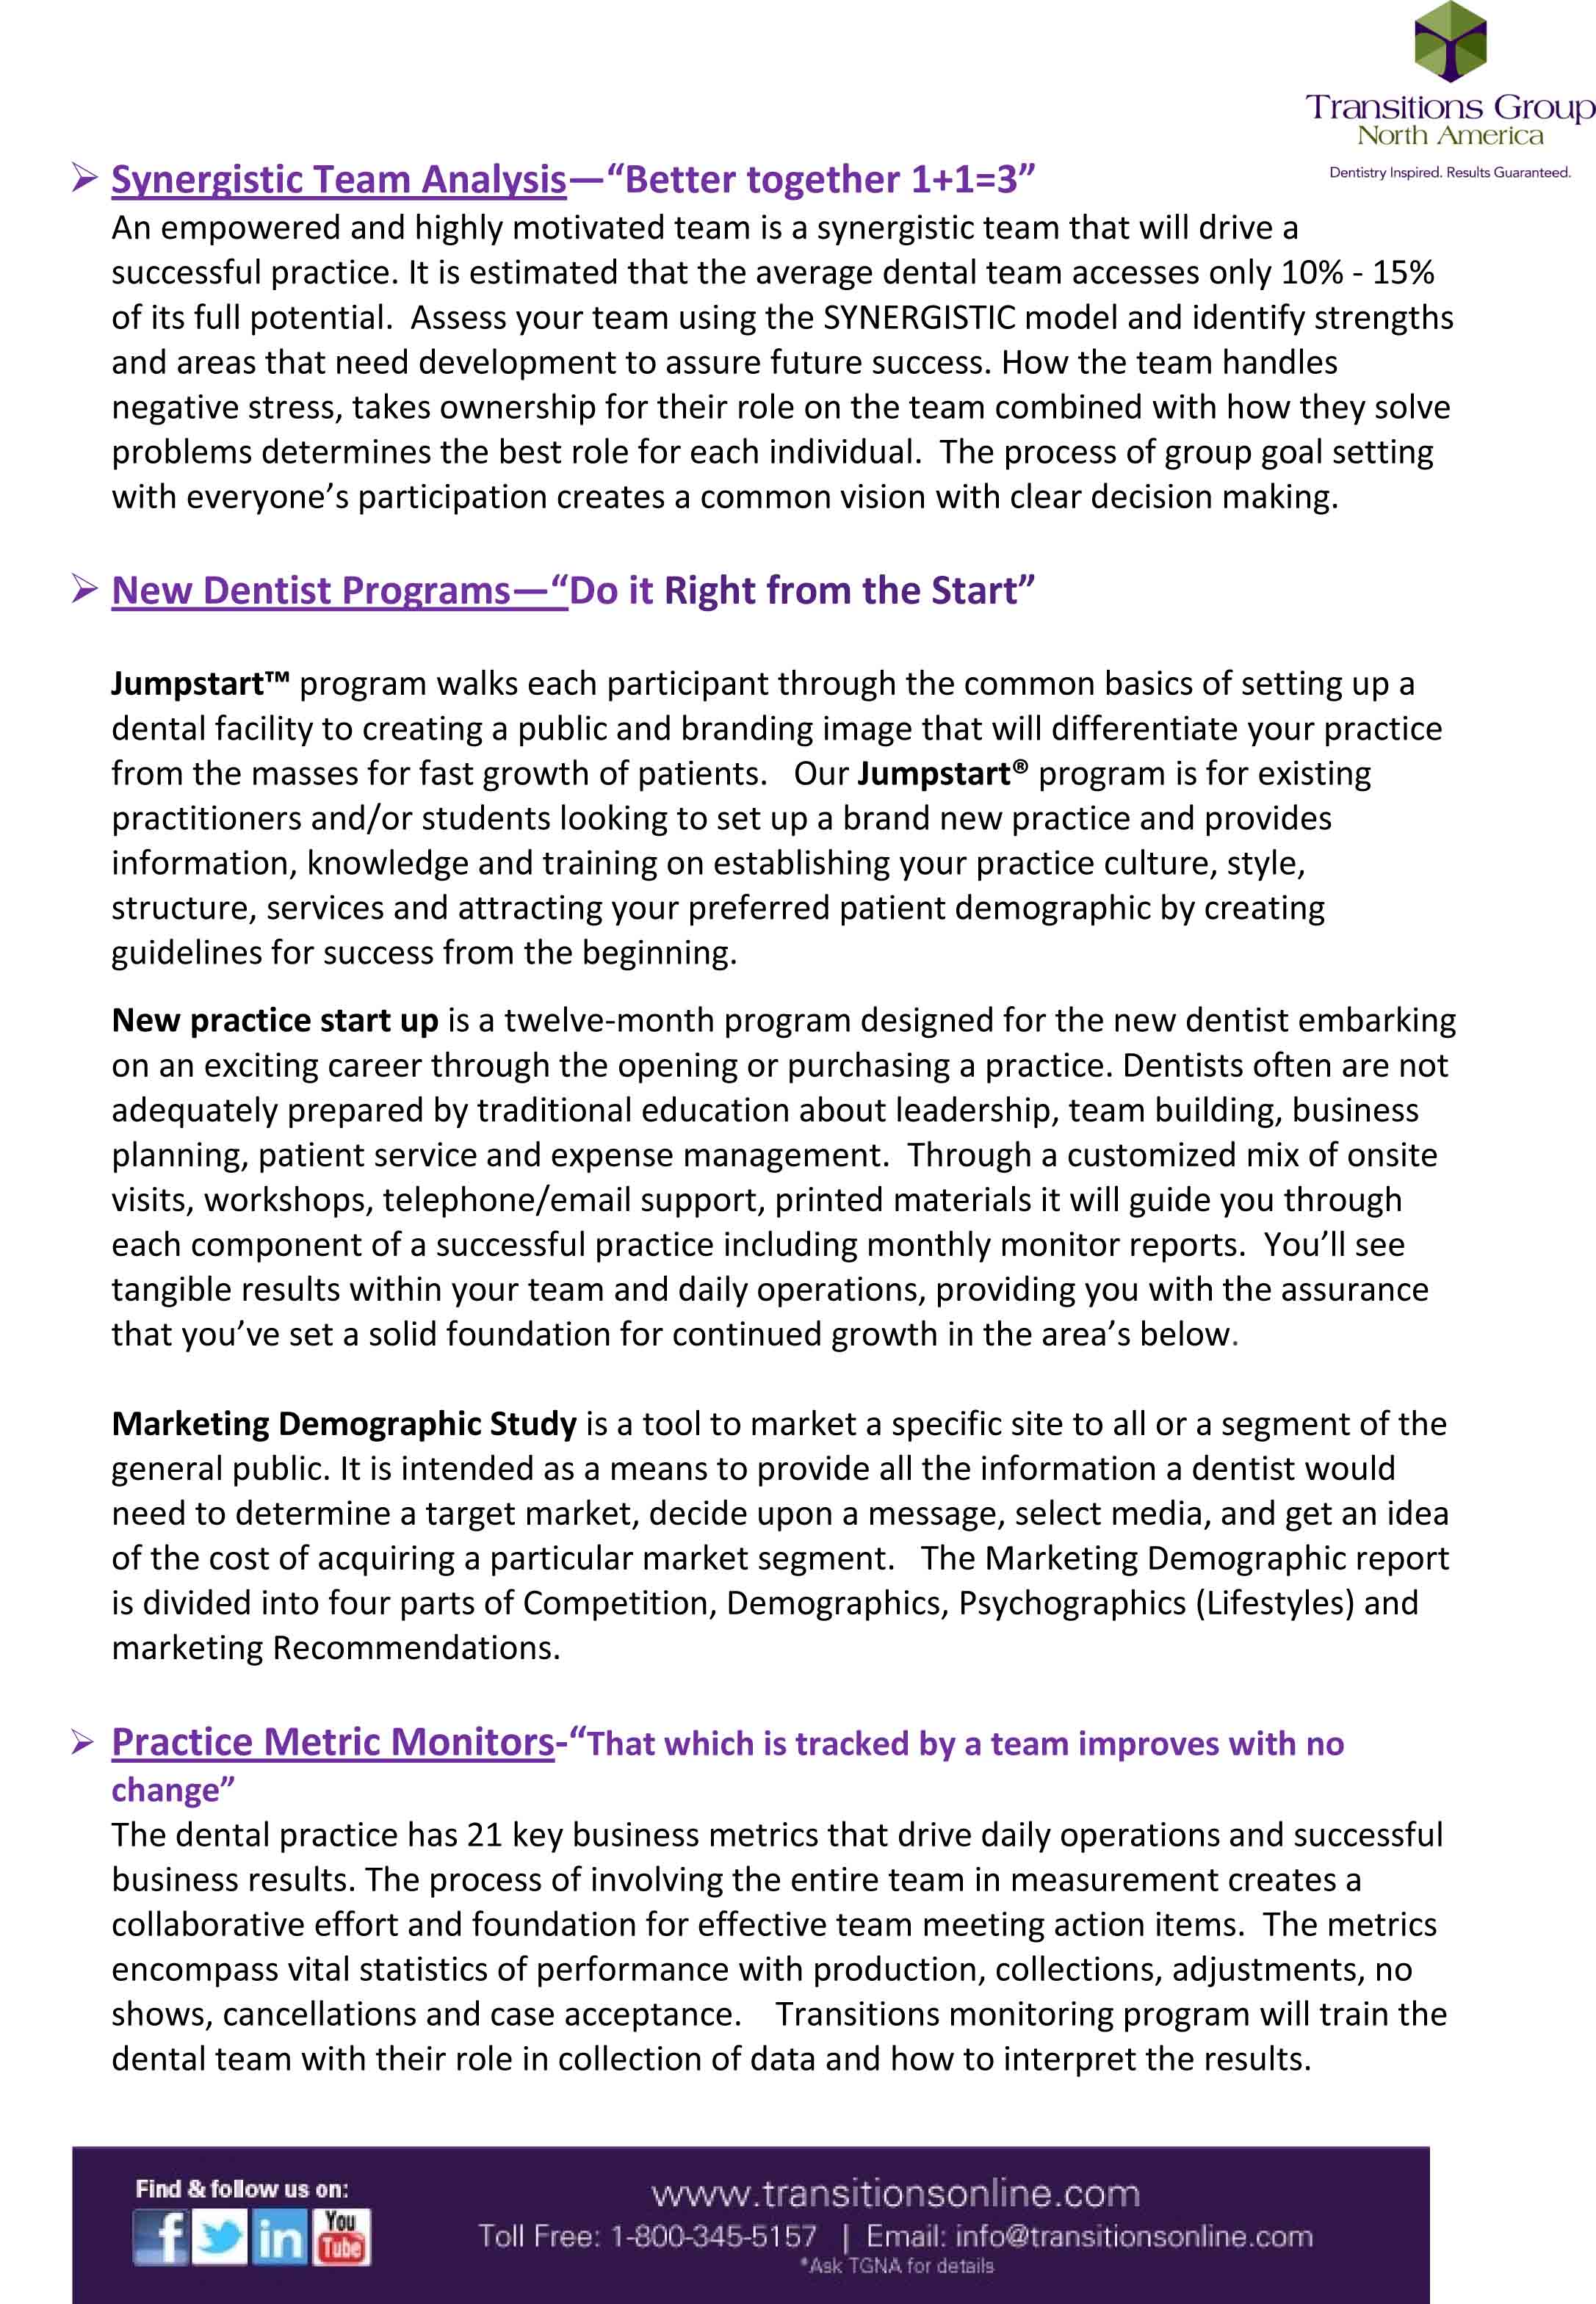 Transitions Group
North America
Dentistry Inspired. Results Guaranteed.
➢ Synergistic Team Analysis—“Better together 1+1=3”
An empowered and highly motivated team is a synergistic team that will drive a
successful practice. It is estimated that the average dental team accesses only 10% - 15%
of its full potential.  Assess your team using the SYNERGISTIC model and identify strengths
and areas that need development to assure future success. How the team handles
negative stress, takes ownership for their role on the team combined with how they solve
problems determines the best role for each individual.  The process of group goal setting
with everyone’s participation creates a common vision with clear decision making.
➢ New Dentist Programs—“Do it Right from the Start”
Jumpstart™ program walks each participant through the common basics of setting up a
dental facility to creating a public and branding image that will differentiate your practice
from the masses for fast growth of patients.   Our Jumpstart® program is for existing
practitioners and/or students looking to set up a brand new practice and provides
information, knowledge and training on establishing your practice culture, style,
structure, services and attracting your preferred patient demographic by creating
guidelines for success from the beginning.
New practice start up is a twelve-month program designed for the new dentist embarking
on an exciting career through the opening or purchasing a practice. Dentists often are not
adequately prepared by traditional education about leadership, team building, business
planning, patient service and expense management.  Through a customized mix of onsite
visits, workshops, telephone/email support, printed materials it will guide you through
each component of a successful practice including monthly monitor reports.  You’ll see
tangible results within your team and daily operations, providing you with the assurance
that you’ve set a solid foundation for continued growth in the area’s below.
Marketing Demographic Study is a tool to market a specific site to all or a segment of the
general public. It is intended as a means to provide all the information a dentist would
need to determine a target market, decide upon a message, select media, and get an idea
of the cost of acquiring a particular market segment.   The Marketing Demographic report
is divided into four parts of Competition, Demographics, Psychographics (Lifestyles) and
marketing Recommendations.
➢ Practice Metric Monitors-“That which is tracked by a team improves with no
change”
The dental practice has 21 key business metrics that drive daily operations and successful
business results. The process of involving the entire team in measurement creates a
collaborative effort and foundation for effective team meeting action items.  The metrics
encompass vital statistics of performance with production, collections, adjustments, no
shows, cancellations and case acceptance.    Transitions monitoring program will train the
dental team with their role in collection of data and how to interpret the results.
Find & follow us on:
f in You Tube
www.transitionsonline.com
Toll Free: 1-800-345-5157 | Email: info@transitionsonline.com
*Ask TGNA for details